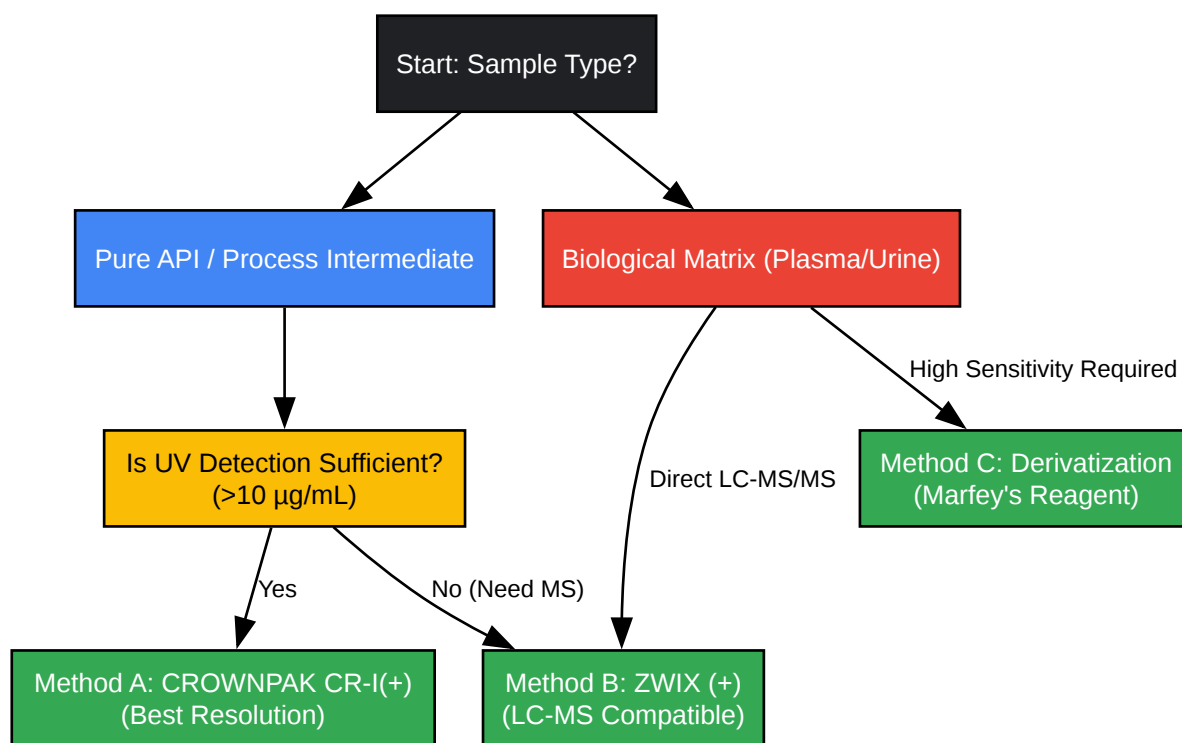 Start: Sample Type?
Pure API / Process Intermediate
Biological Matrix (Plasma/Urine)
High Sensitivity Required
Is UV Detection Sufficient?
(>10 µg/mL)
Direct LC-MS/MS
Method C: Derivatization
(Marfey's Reagent)
Yes
No (Need MS)
Method A: CROWNPAK CR-I(+)
(Best Resolution)
Method B: ZWIX (+)
(LC-MS Compatible)